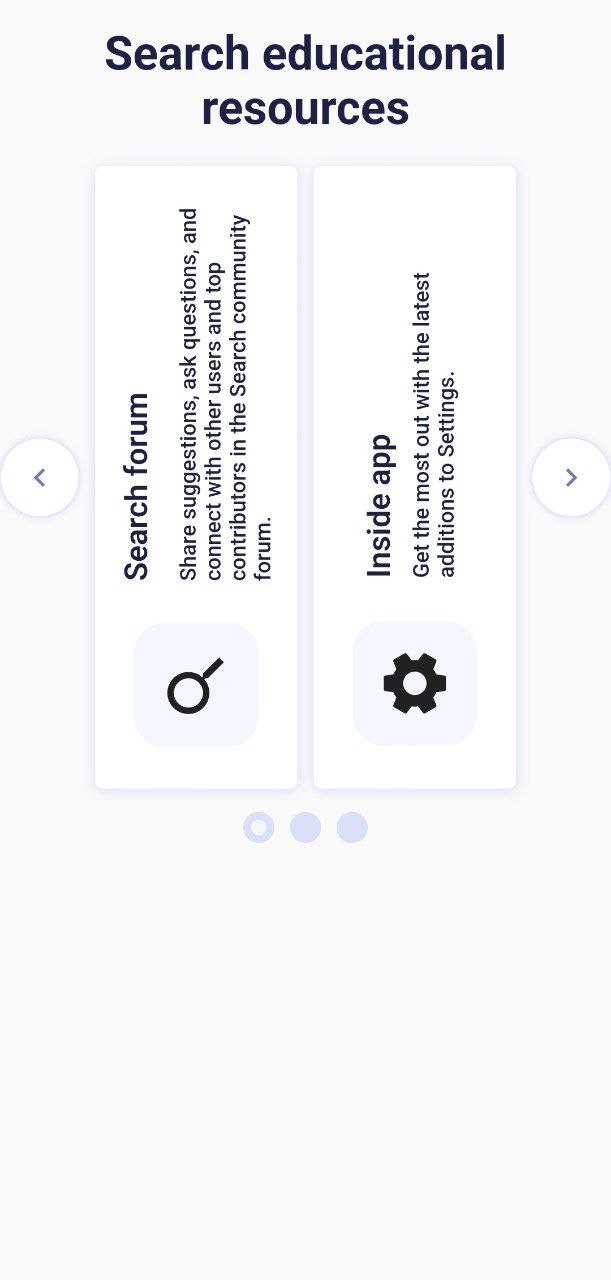 Search educational
resources
Search forum
Share suggestions, ask questions, and
connect with other users and top
contributors in the Search community
forum.
Inside app
Get the most out with the latest
additions to Settings.